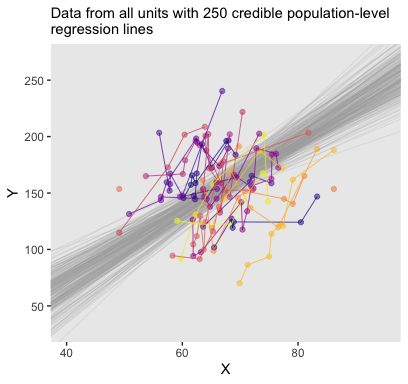 Data from all units with 250 credible population-level
regression lines
250
200
150
100
50
Y
40
60
80
X